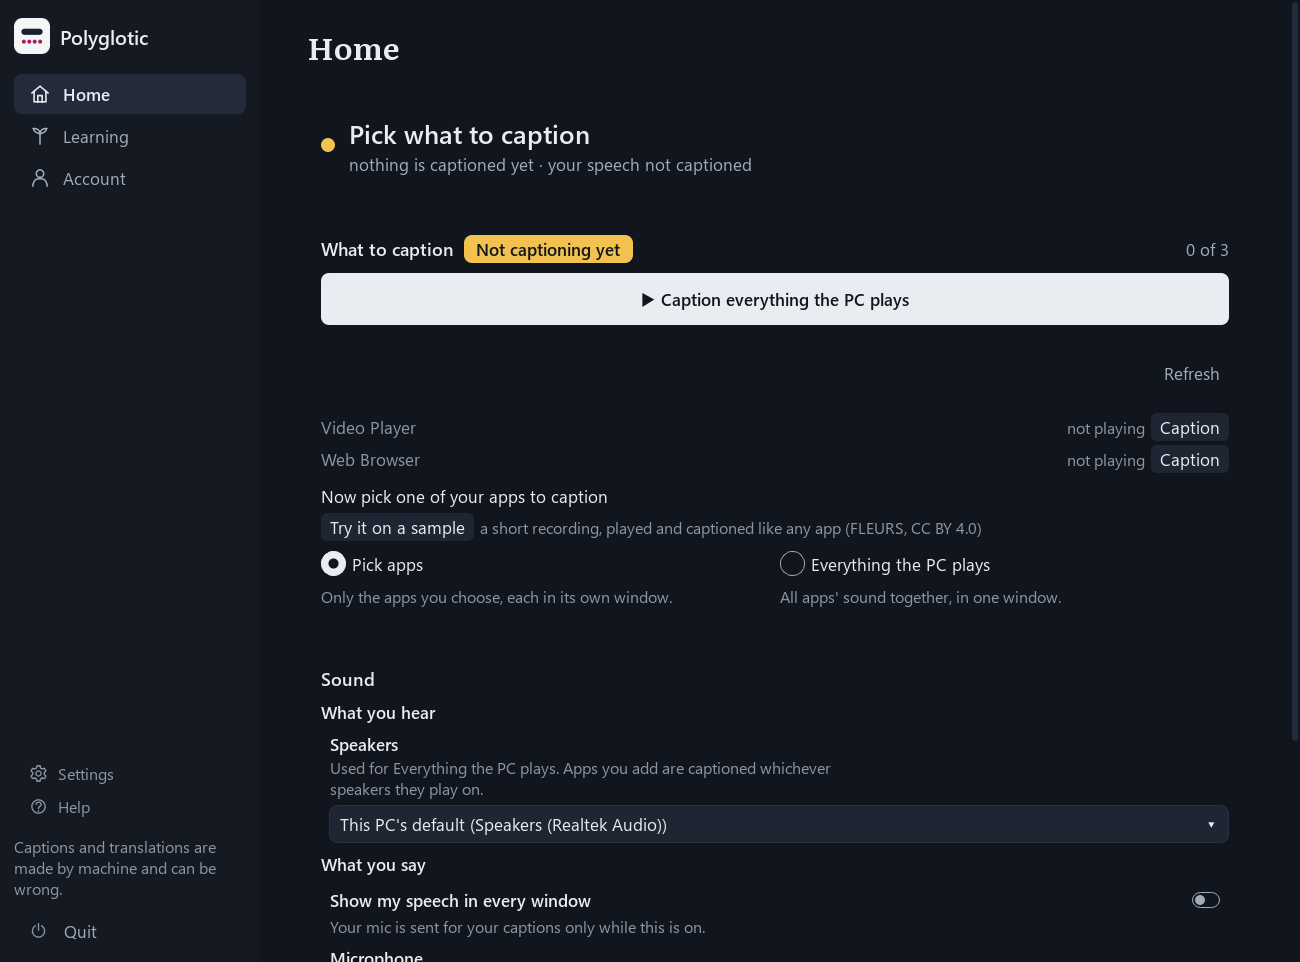 Polyglotic
Home
Learning
Account
Settings
Help
Captions and translations are
made by machine and can be
wrong.
Quit
Home
Pick what to caption
nothing is captioned yet · your speech not captioned
What to caption
Not captioning yet
0 of 3
▶ Caption everything the PC plays
Refresh
Video Player
not playing
Caption
Web Browser
not playing
Caption
Now pick one of your apps to caption
Try it on a sample
a short recording, played and captioned like any app (FLEURS, CC BY 4.0)
Pick apps
Only the apps you choose, each in its own window.
Everything the PC plays
All apps' sound together, in one window.
Sound
What you hear
Speakers
Used for Everything the PC plays. Apps you add are captioned whichever
speakers they play on.
This PC's default (Speakers (Realtek Audio))
What you say
Show my speech in every window
Your mic is sent for your captions only while this is on.
Microphone